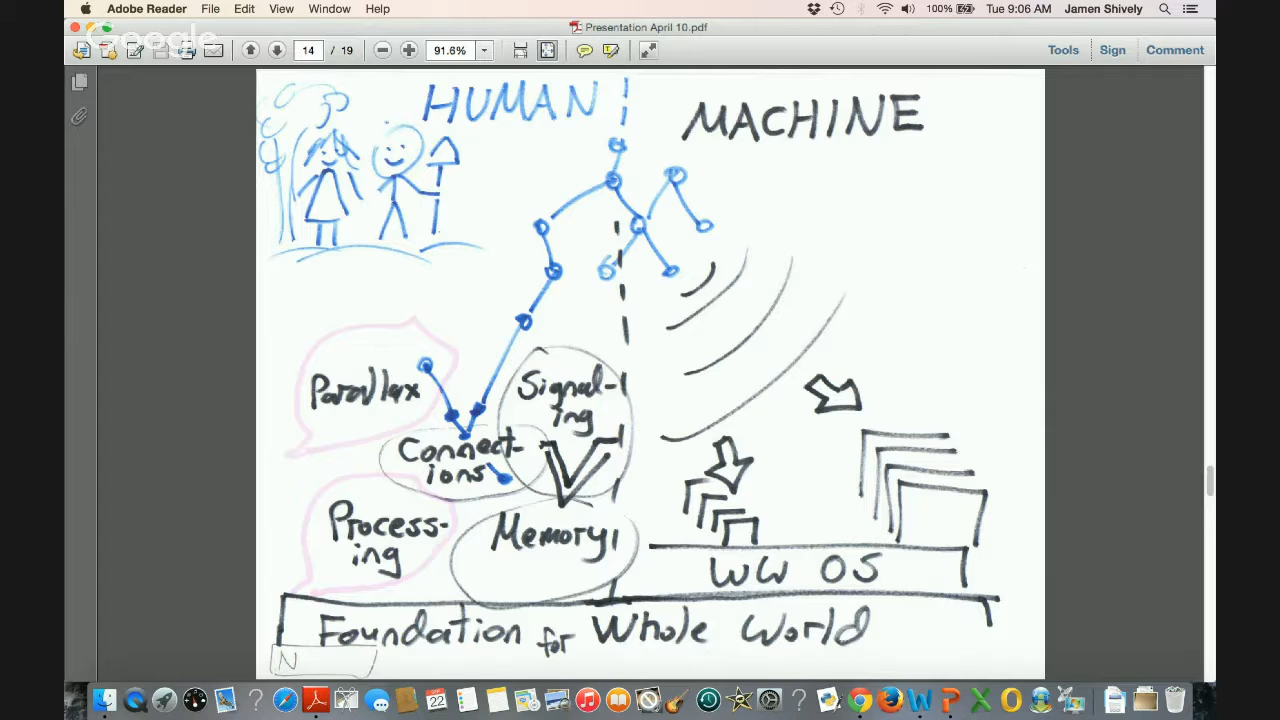 Adobe Reader File Edit View Window Help 100% Tue 9:06 AM Jamen Shively
Google
Presentation April 10.pdf
14 / 19 91.6% Tools Sign Comment
HUMAN
MACHINE
Parallax
Signal-
ing
Connect-
ions
Process-
ing
Memory
WW OS
Foundation for Whole World
N
22